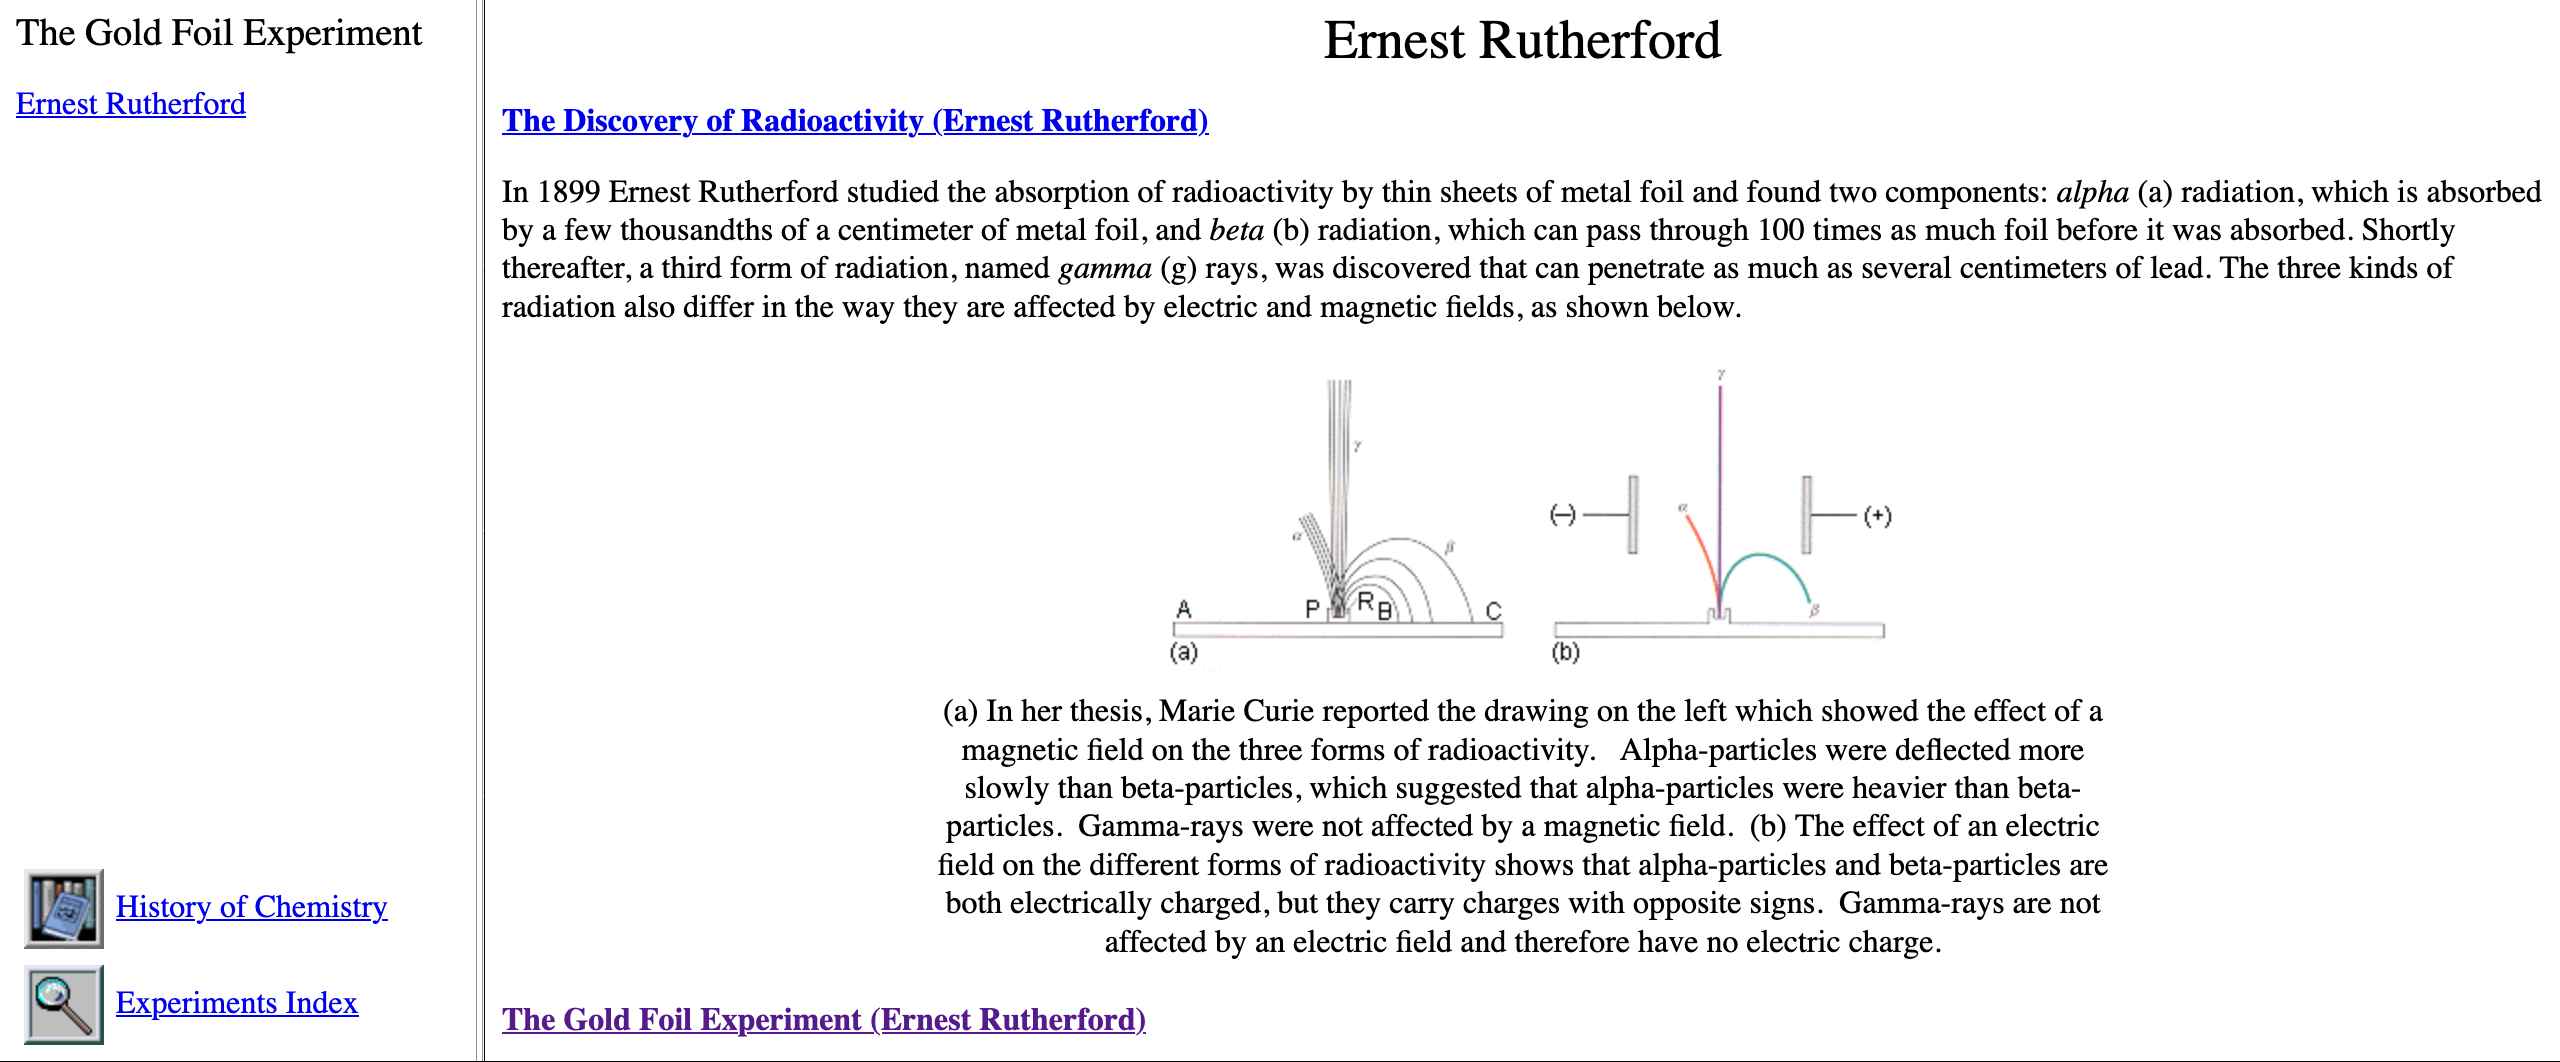 The Gold Foil Experiment
Ernest Rutherford
History of Chemistry
Experiments Index
Ernest Rutherford
The Discovery of Radioactivity (Ernest Rutherford)
In 1899 Ernest Rutherford studied the absorption of radioactivity by thin sheets of metal foil and found two components: alpha (a) radiation, which is absorbed
by a few thousandths of a centimeter of metal foil, and beta (b) radiation, which can pass through 100 times as much foil before it was absorbed. Shortly
thereafter, a third form of radiation, named gamma (g) rays, was discovered that can penetrate as much as several centimeters of lead. The three kinds of
radiation also differ in the way they are affected by electric and magnetic fields, as shown below.
γ
α
β
A P R B C
(a)
γ
(−) α (+)
β
(b)
(a) In her thesis, Marie Curie reported the drawing on the left which showed the effect of a
magnetic field on the three forms of radioactivity.   Alpha-particles were deflected more
slowly than beta-particles, which suggested that alpha-particles were heavier than beta-
particles.  Gamma-rays were not affected by a magnetic field.  (b) The effect of an electric
field on the different forms of radioactivity shows that alpha-particles and beta-particles are
both electrically charged, but they carry charges with opposite signs.  Gamma-rays are not
affected by an electric field and therefore have no electric charge.
The Gold Foil Experiment (Ernest Rutherford)